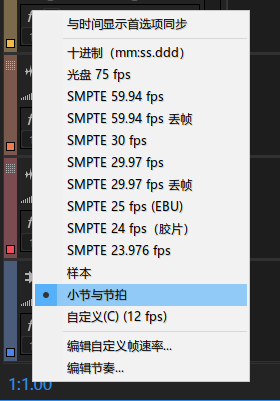 与时间显示首选项同步
十进制（mm:ss.ddd）
光盘 75 fps
SMPTE 59.94 fps
SMPTE 59.94 fps 丢帧
SMPTE 30 fps
SMPTE 29.97 fps
SMPTE 29.97 fps 丢帧
SMPTE 25 fps (EBU)
SMPTE 24 fps（胶片）
SMPTE 23.976 fps
样本
小节与节拍
自定义(C) (12 fps)
编辑自定义帧速率...
编辑节奏...
1:1.00